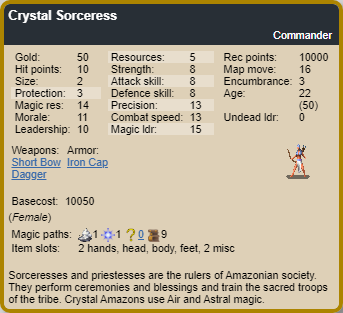 Crystal Sorceress
Commander
Gold: 50 Resources: 5 Rec points: 10000
Hit points: 10 Strength: 8 Map move: 16
Size: 2 Attack skill: 8 Encumbrance: 3
Protection: 3 Defence skill: 8 Age: 22
Magic res: 14 Precision: 13 (50)
Morale: 11 Combat speed: 13 Undead ldr: 0
Leadership: 10 Magic ldr: 15
Weapons: Armor:
Short Bow Iron Cap
Dagger
Basecost: 10050
(Female)
Magic paths: 1 1 ?0 9
Item slots: 2 hands, head, body, feet, 2 misc
Sorceresses and priestesses are the rulers of Amazonian society.
They perform ceremonies and blessings and train the sacred troops
of the tribe. Crystal Amazons use Air and Astral magic.